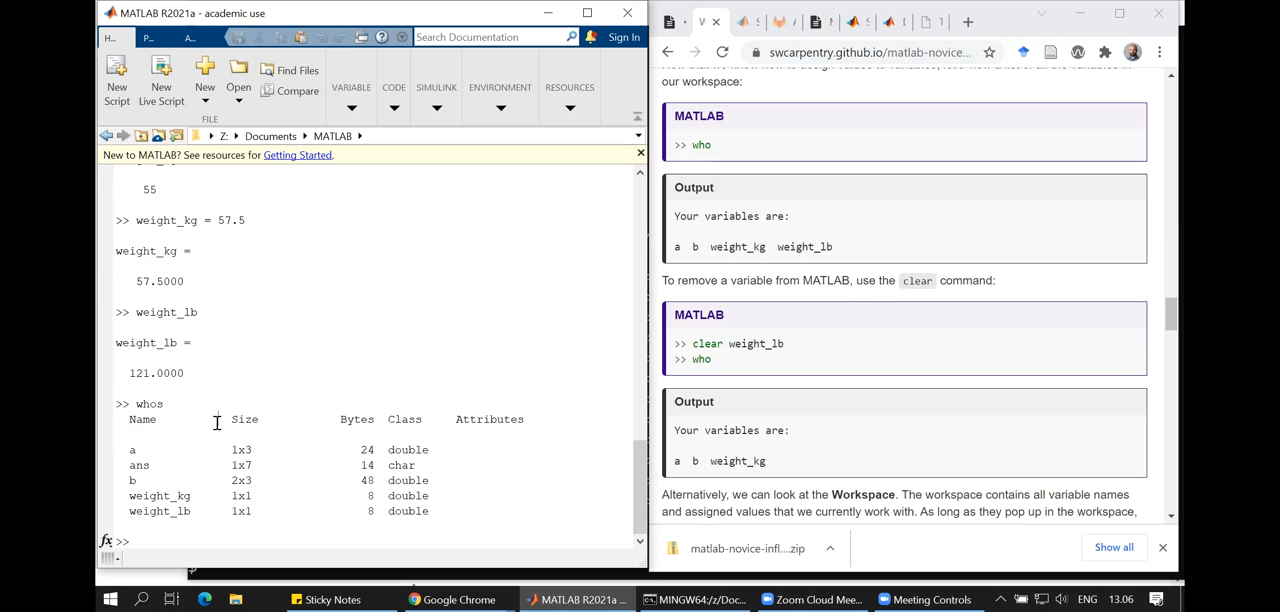 MATLAB R2021a - academic use
H... P... A...
Search Documentation
Sign In
New Script
New Live Script
New
Open
Find Files
Compare
VARIABLE
CODE
SIMULINK
ENVIRONMENT
RESOURCES
FILE
Z: Documents MATLAB
New to MATLAB? See resources for Getting Started.
55
>> weight_kg = 57.5
weight_kg =
57.5000
>> weight_lb
weight_lb =
121.0000
>> whos
Name Size Bytes Class Attributes
a 1x3 24 double
ans 1x7 14 char
b 2x3 48 double
weight_kg 1x1 8 double
weight_lb 1x1 8 double
fx >>
swcarpentry.github.io/matlab-novice...
our workspace:
MATLAB
>> who
Output
Your variables are:
a b weight_kg weight_lb
To remove a variable from MATLAB, use the clear command:
MATLAB
>> clear weight_lb
>> who
Output
Your variables are:
a b weight_kg
Alternatively, we can look at the Workspace. The workspace contains all variable names
and assigned values that we currently work with. As long as they pop up in the workspace,
matlab-novice-infl....zip
Show all
Sticky Notes
Google Chrome
MATLAB R2021a ...
MINGW64:/z/Doc...
Zoom Cloud Mee...
Meeting Controls
ENG
13.06